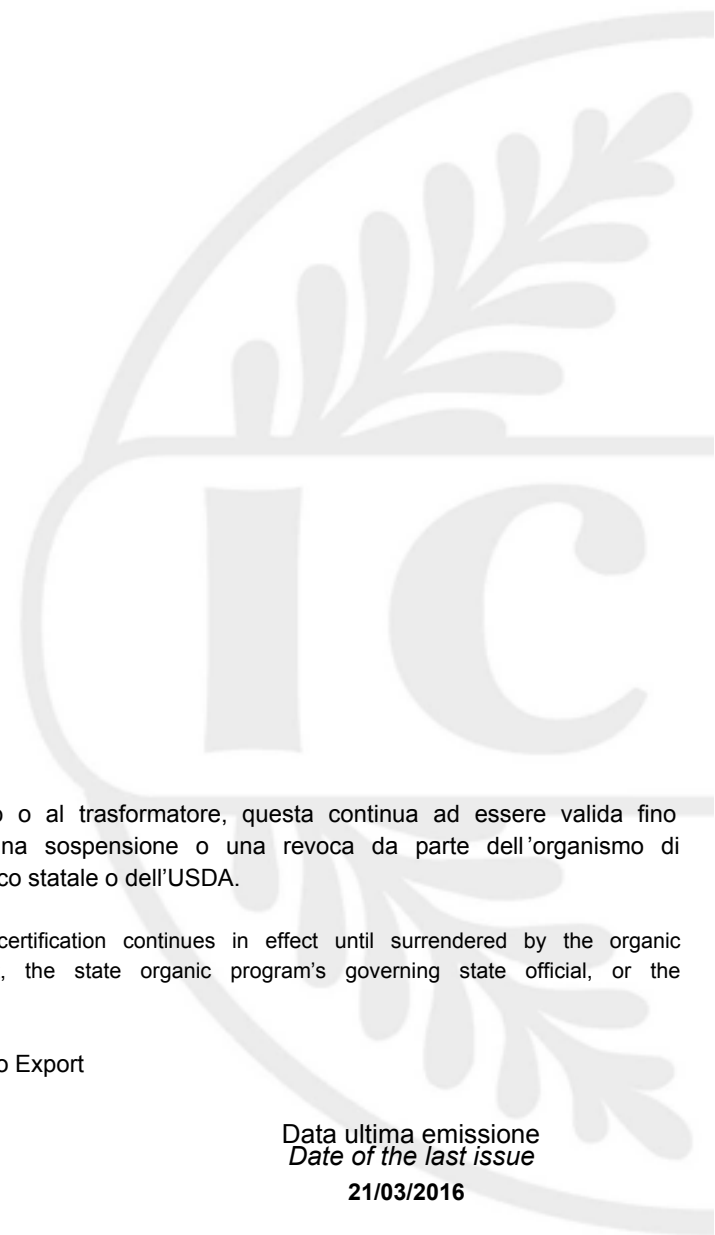 IC
o o al trasformatore, questa continua ad essere valida fino
na sospensione o una revoca da parte dell'organismo di
co statale o dell'USDA.
certification continues in effect until surrendered by the organic
, the state organic program's governing state official, or the
o Export
Data ultima emissione
Date of the last issue
21/03/2016